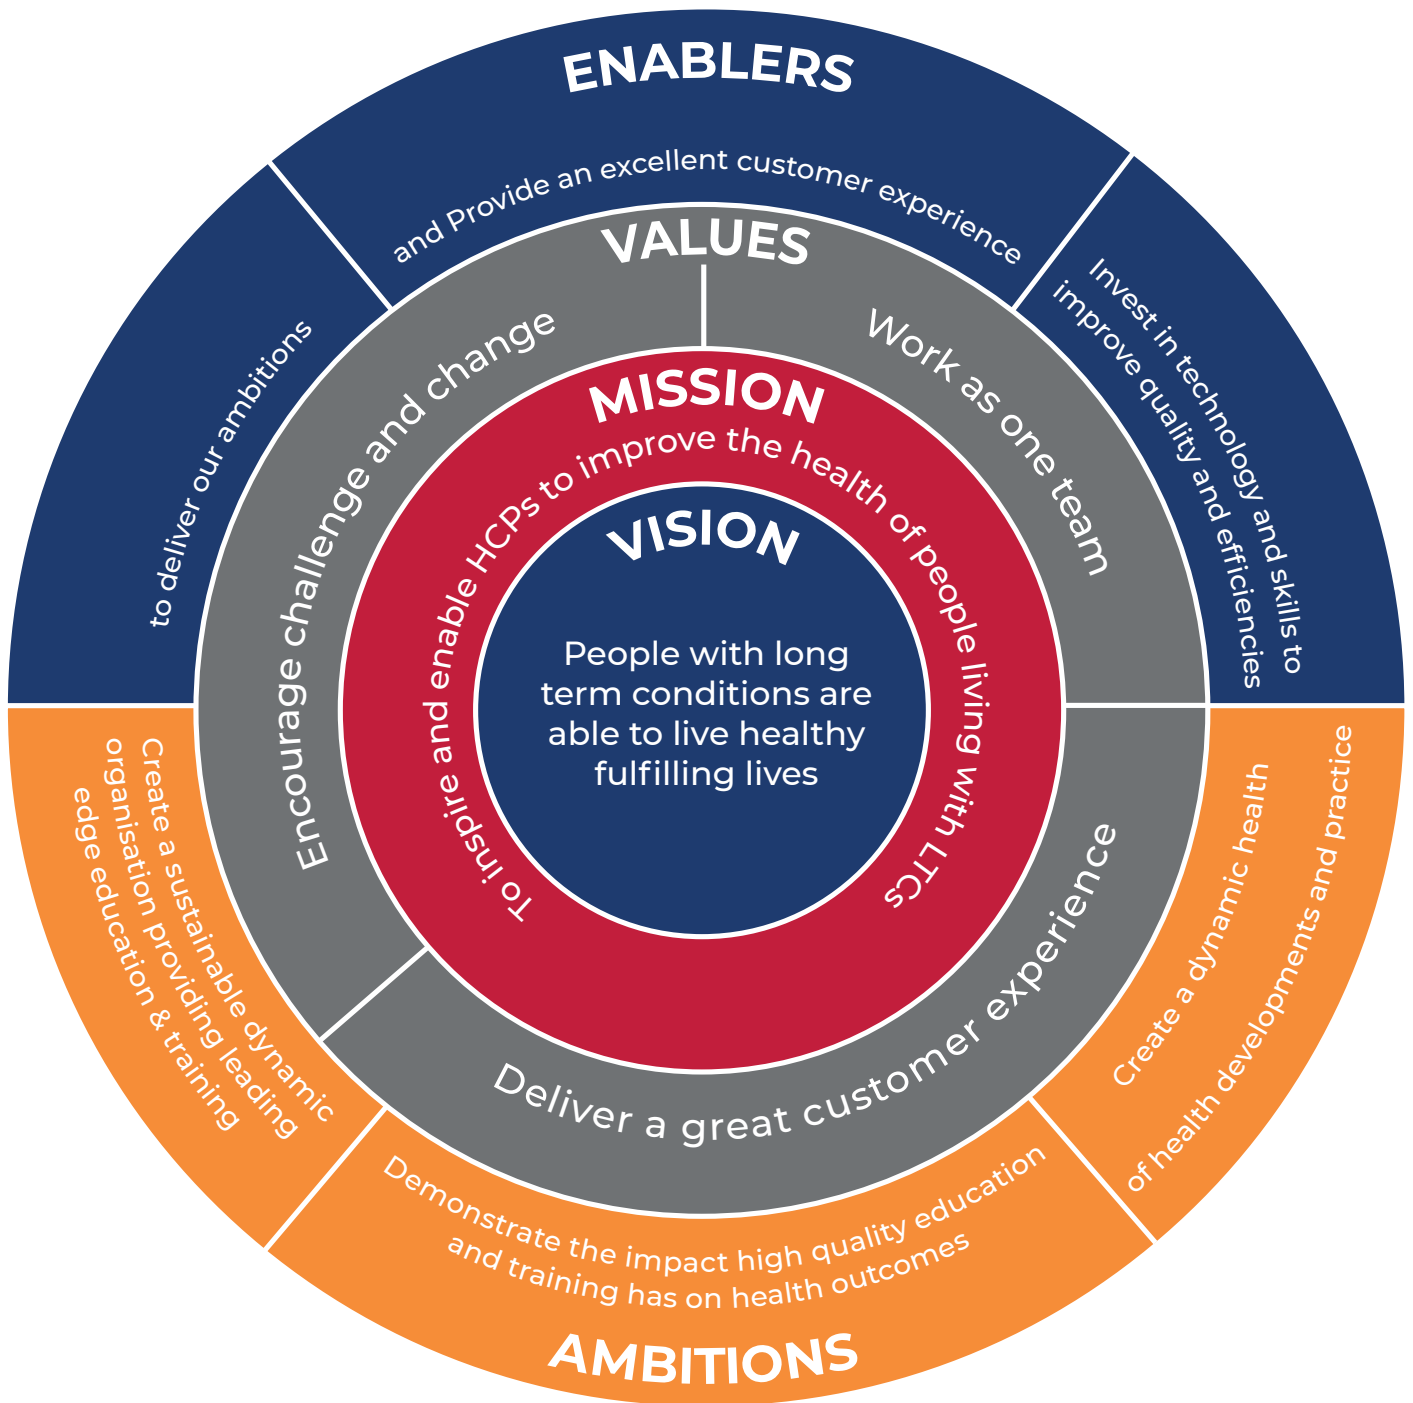 ENABLERS
to deliver our ambitions
and Provide an excellent customer experience
Invest in technology and skills to
improve quality and efficiencies
VALUES
Encourage challenge and change
Work as one team
Deliver a great customer experience
MISSION
To inspire and enable HCPs to improve the health of people living with LTCs
VISION
People with long
term conditions are
able to live healthy
fulfilling lives
Create a sustainable dynamic
organisation providing leading
edge education & training
Demonstrate the impact high quality education
and training has on health outcomes
Create a dynamic health
of health developments and practice
AMBITIONS